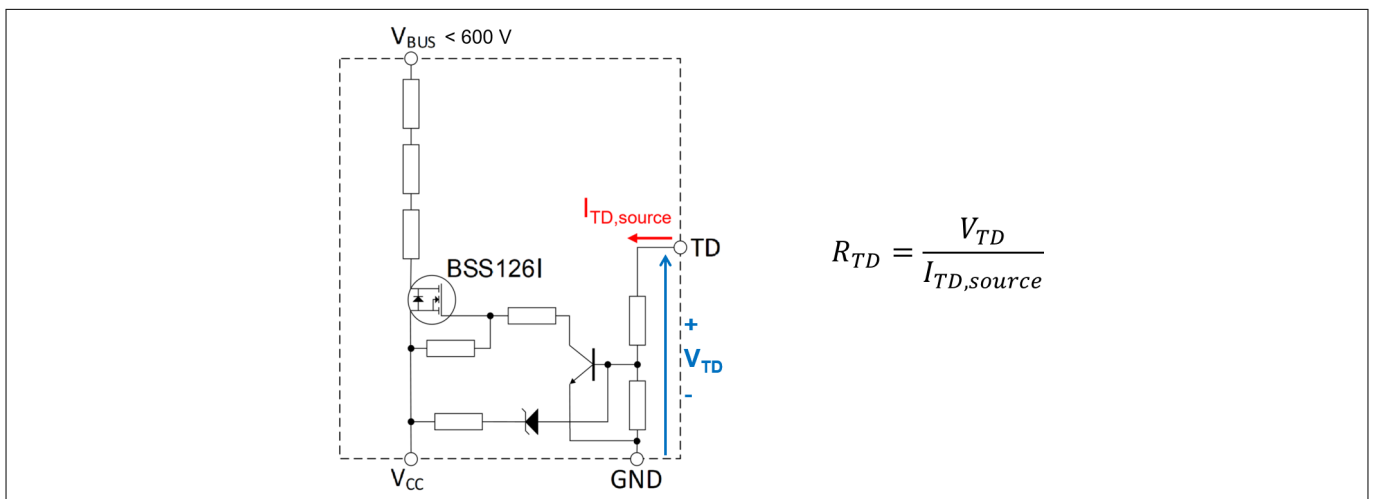 V_BUS < 600 V
I_TD,source
TD
BSS126I
R_TD = V_TD / I_TD,source
+
V_TD
-
V_CC
GND